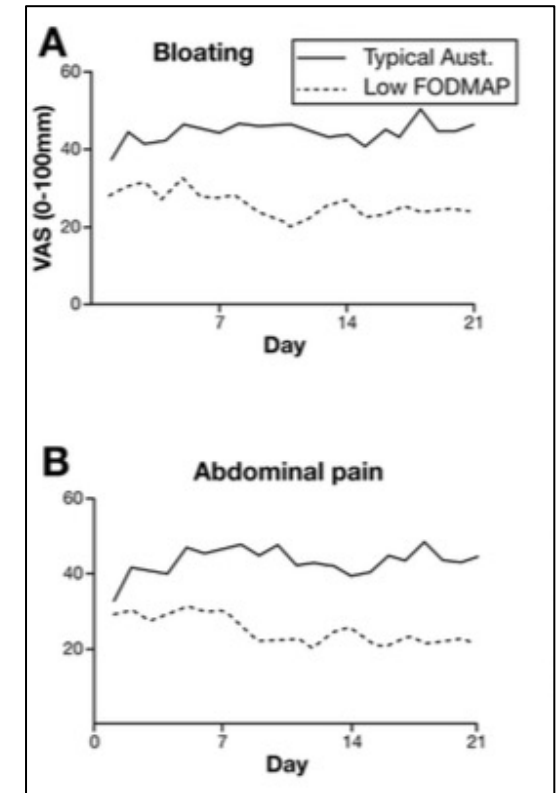 A
Bloating
Typical Aust.
Low FODMAP
VAS (0-100mm)
60
40
20
0
7
14
21
Day
B
Abdominal pain
60
40
20
0
7
14
21
Day